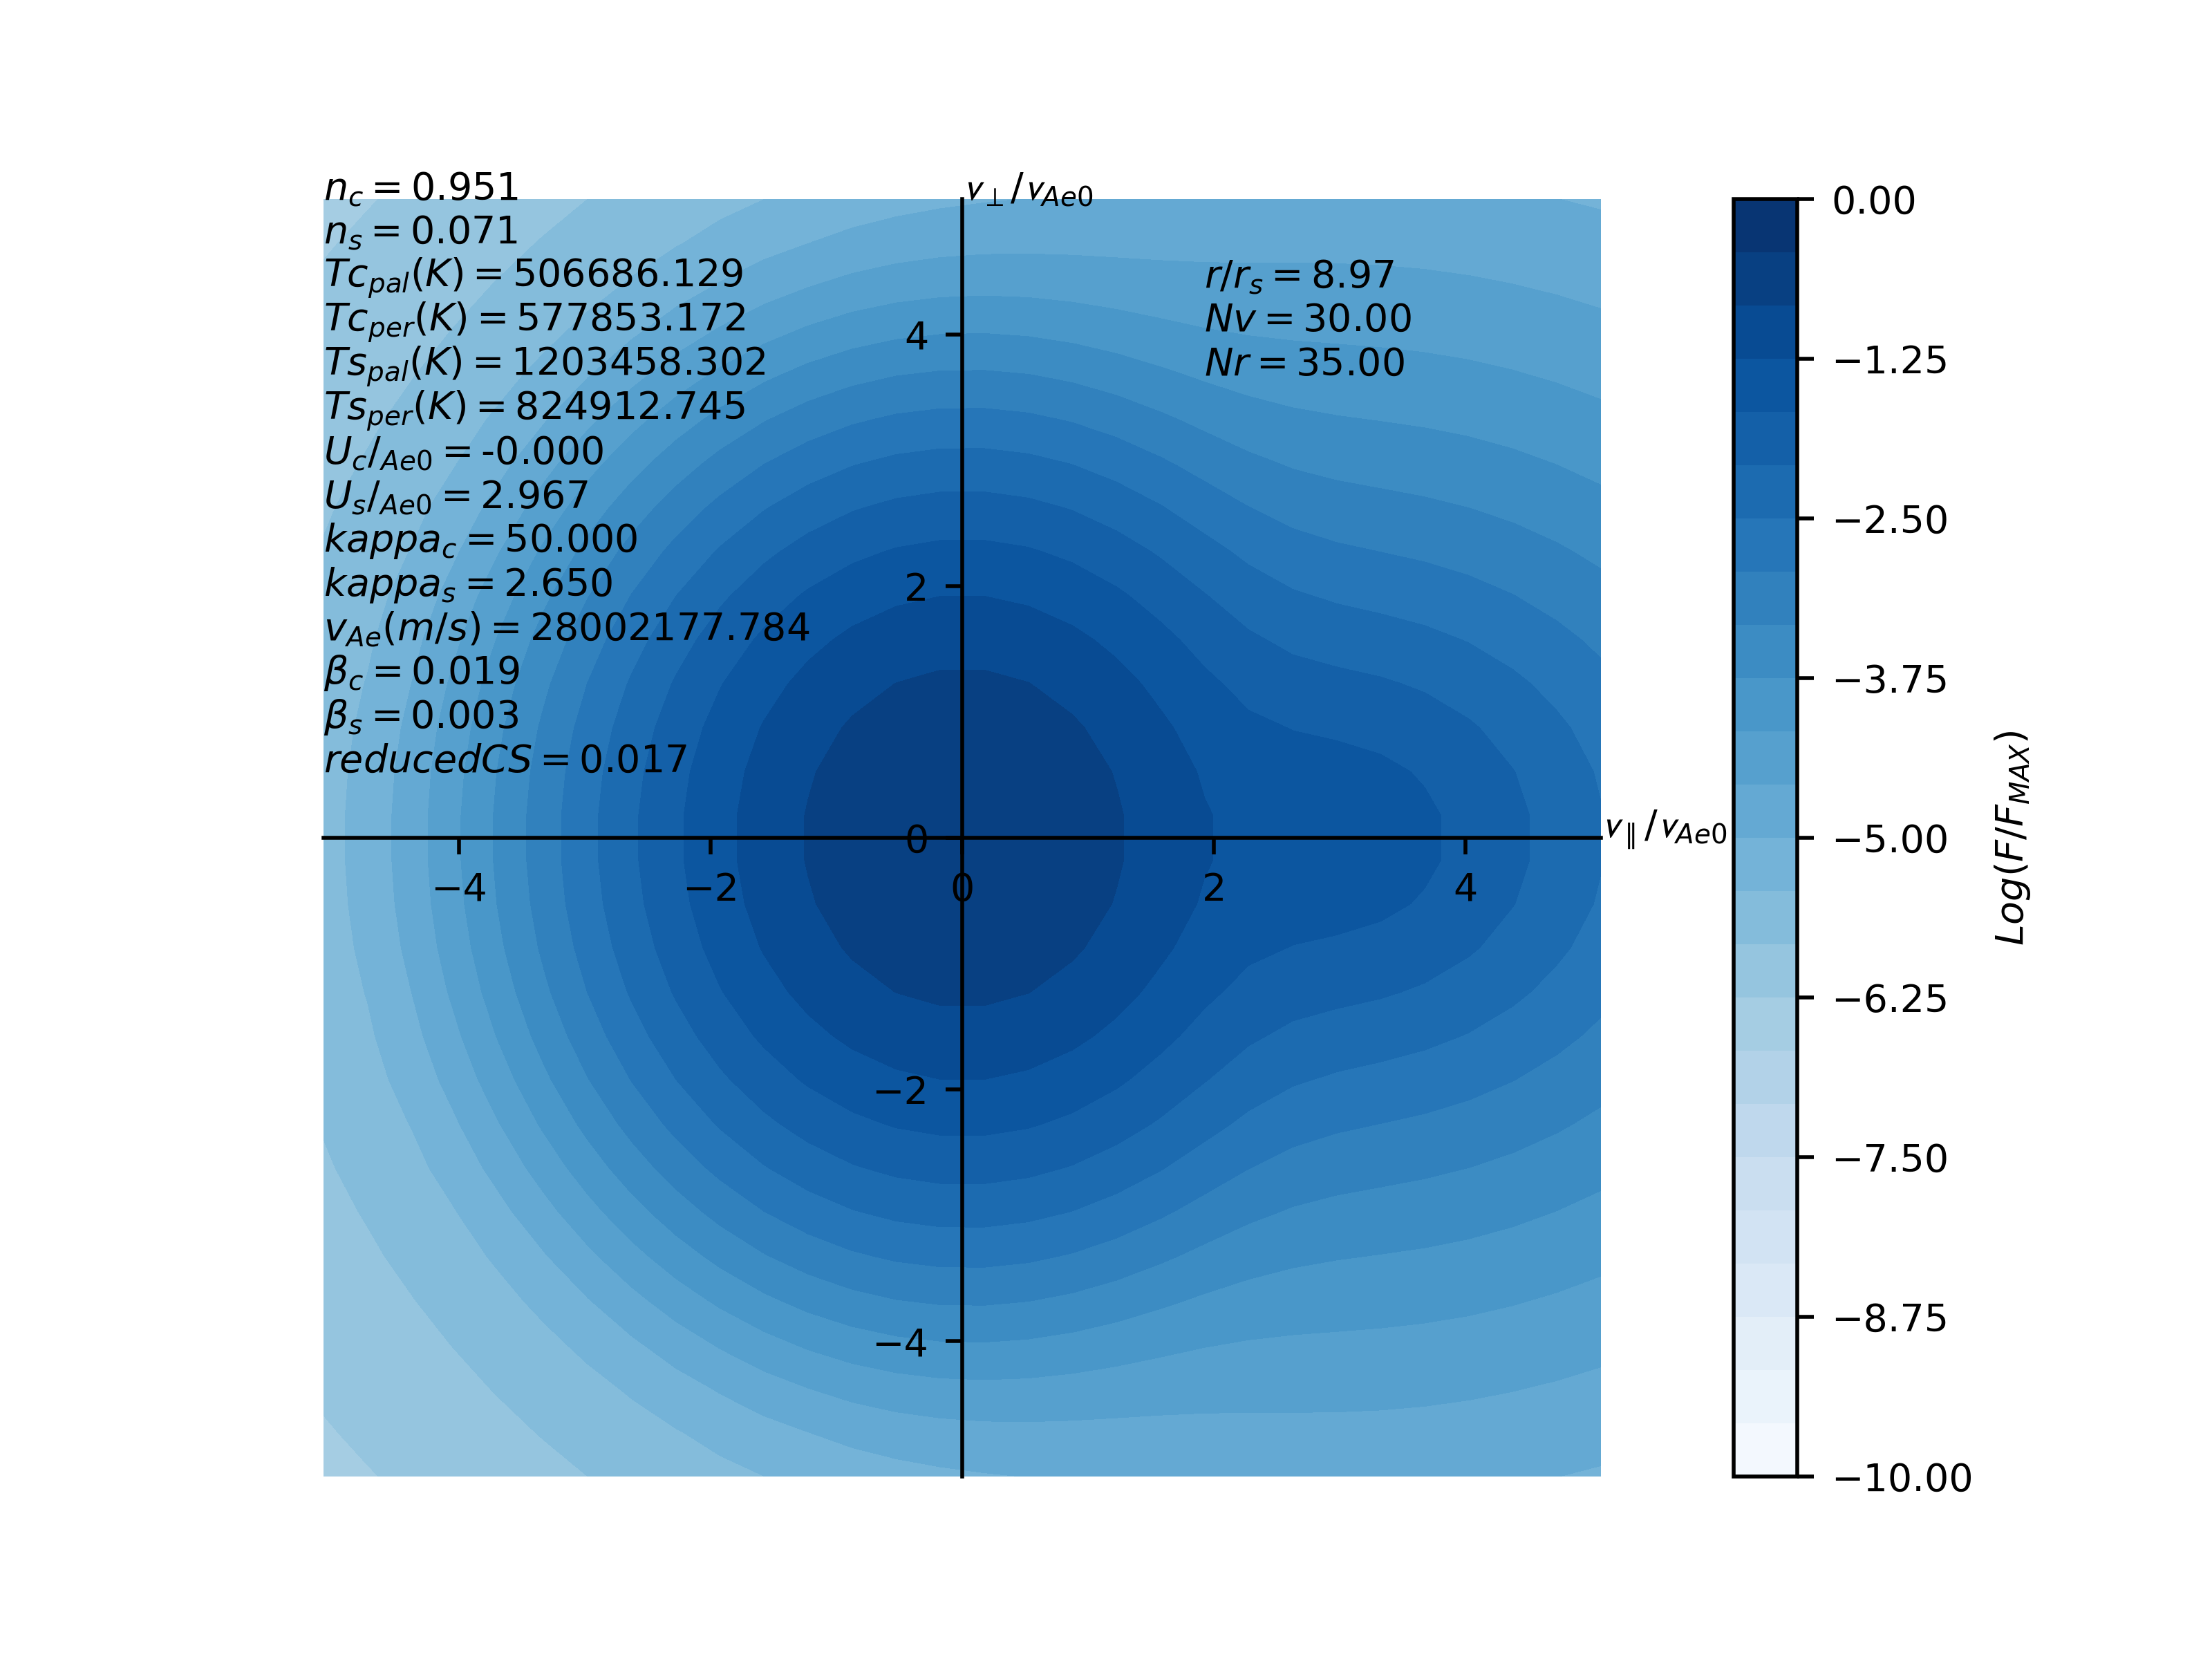 n_c = 0.951
n_s = 0.071
Tc_pal(K) = 506686.129
Tc_per(K) = 577853.172
Ts_pal(K) = 1203458.302
Ts_per(K) = 824912.745
U_c/_Ae0 = -0.000
U_s/_Ae0 = 2.967
kappa_c = 50.000
kappa_s = 2.650
v_Ae(m/s) = 28002177.784
β_c = 0.019
β_s = 0.003
reducedCS = 0.017
v_⊥/v_Ae0
r/r_s = 8.97
Nv = 30.00
Nr = 35.00
4
2
0
−2
−4
−4
−2
0
2
4
v_∥/v_Ae0
0.00
−1.25
−2.50
−3.75
−5.00
−6.25
−7.50
−8.75
−10.00
Log(F/F_MAX)